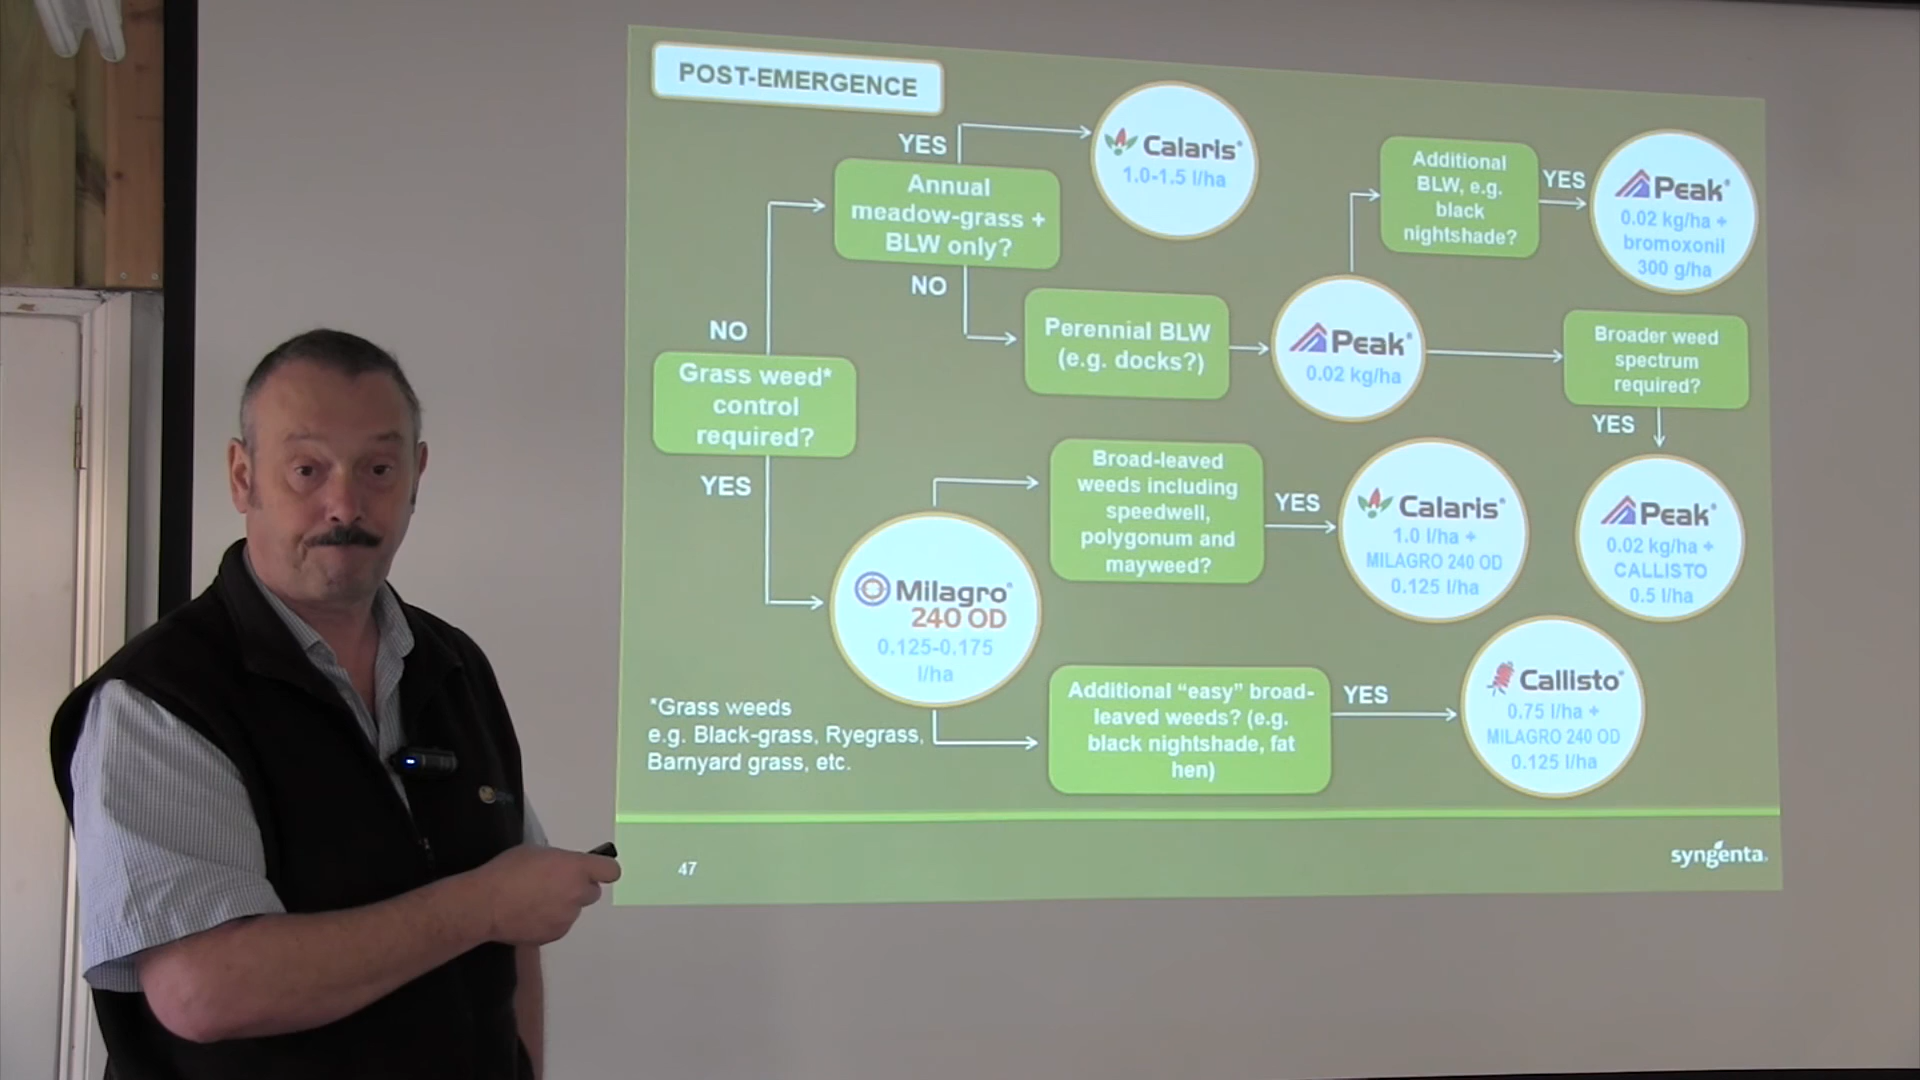 POST-EMERGENCE
YES
Calaris®
1.0-1.5 l/ha
Annual
meadow-grass +
BLW only?
NO
Additional
BLW, e.g.
black
nightshade?
YES
Peak®
0.02 kg/ha +
bromoxonil
300 g/ha
NO
Perennial BLW
(e.g. docks?)
Peak®
0.02 kg/ha
Broader weed
spectrum
required?
YES
Peak®
0.02 kg/ha +
CALLISTO
0.5 l/ha
Grass weed*
control
required?
YES
Milagro®
240 OD
0.125-0.175
l/ha
Broad-leaved
weeds including
speedwell,
polygonum and
mayweed?
YES
Calaris®
1.0 l/ha +
MILAGRO 240 OD
0.125 l/ha
Additional “easy” broad-
leaved weeds? (e.g.
black nightshade, fat
hen)
YES
Callisto®
0.75 l/ha +
MILAGRO 240 OD
0.125 l/ha
*Grass weeds
e.g. Black-grass, Ryegrass,
Barnyard grass, etc.
47
syngenta.